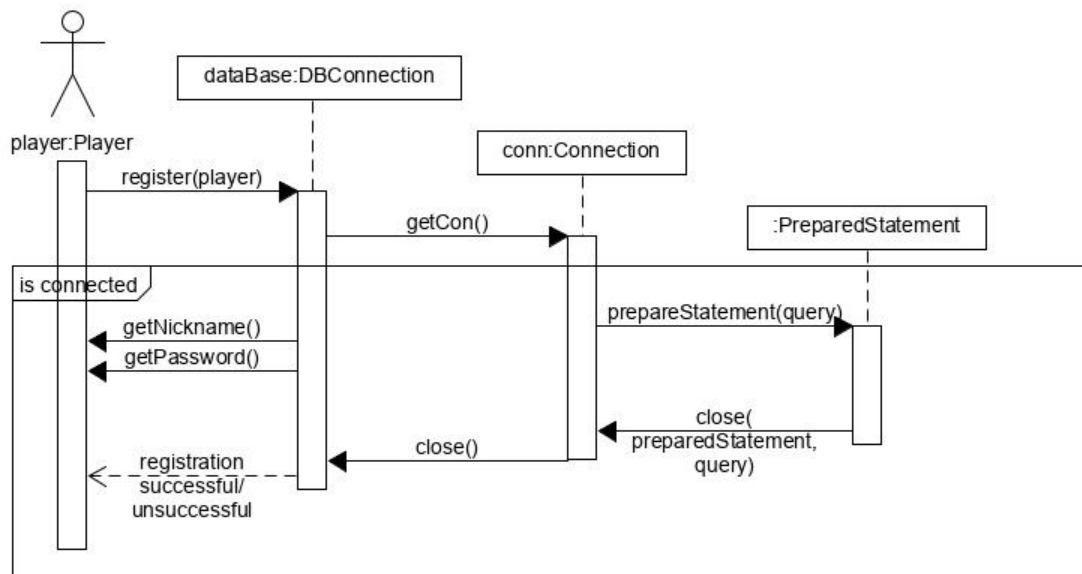 dataBase:DBConnection
player:Player
conn:Connection
register(player)
getCon()
:PreparedStatement
is connected
prepareStatement(query)
getNickname()
getPassword()
close(
preparedStatement,
query)
close()
registration
successful/
unsuccessful